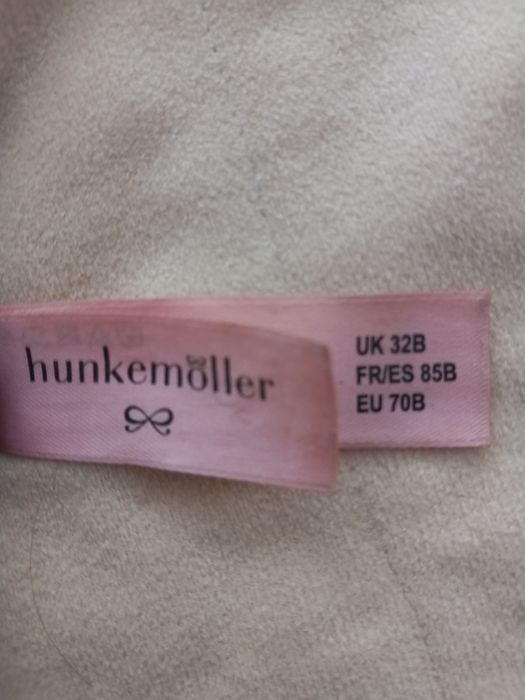 hunkemöller
UK 32B
FR/ES 85B
EU 70B